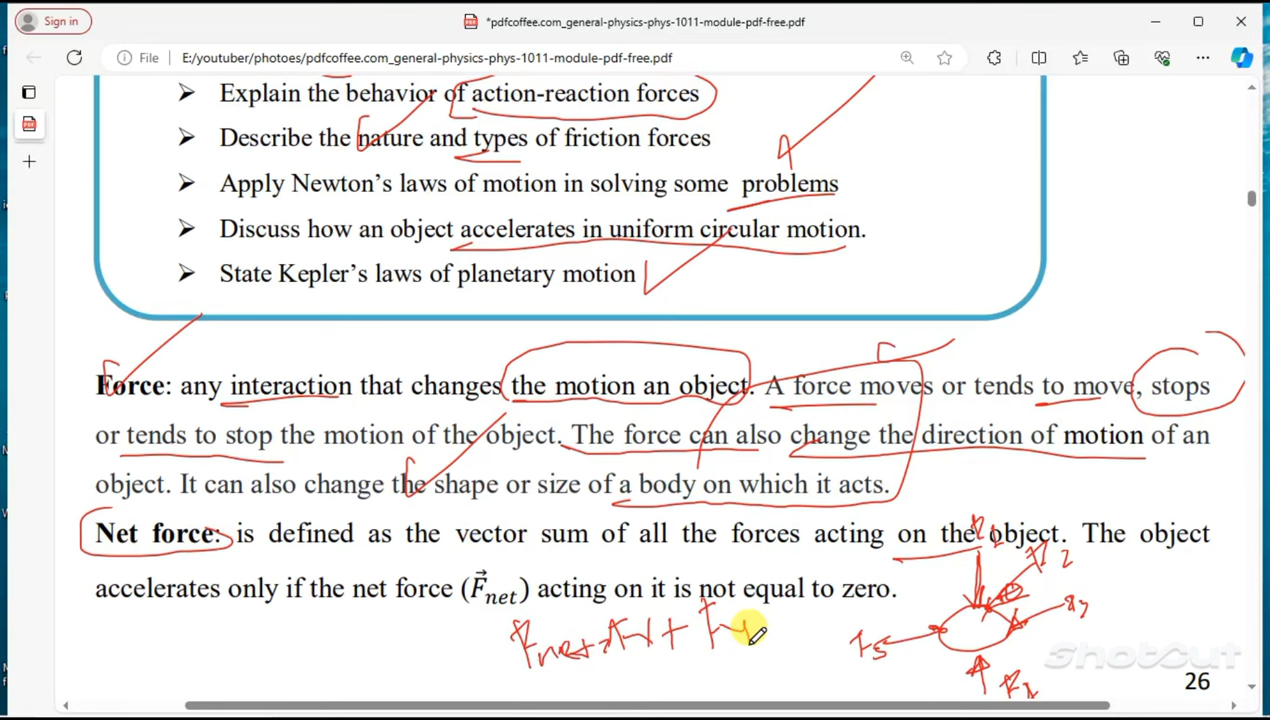 Sign in
*pdfcoffee.com_general-physics-phys-1011-module-pdf-free.pdf
File E:/youtuber/photoes/pdfcoffee.com_general-physics-phys-1011-module-pdf-free.pdf
➤ Explain the behavior of action-reaction forces
➤ Describe the nature and types of friction forces
➤ Apply Newton's laws of motion in solving some problems
➤ Discuss how an object accelerates in uniform circular motion.
➤ State Kepler's laws of planetary motion
Force: any interaction that changes the motion an object. A force moves or tends to move, stops
or tends to stop the motion of the object. The force can also change the direction of motion of an
object. It can also change the shape or size of a body on which it acts.
Net force: is defined as the vector sum of all the forces acting on the object. The object
accelerates only if the net force (F⃗net) acting on it is not equal to zero.
Shotcut
26